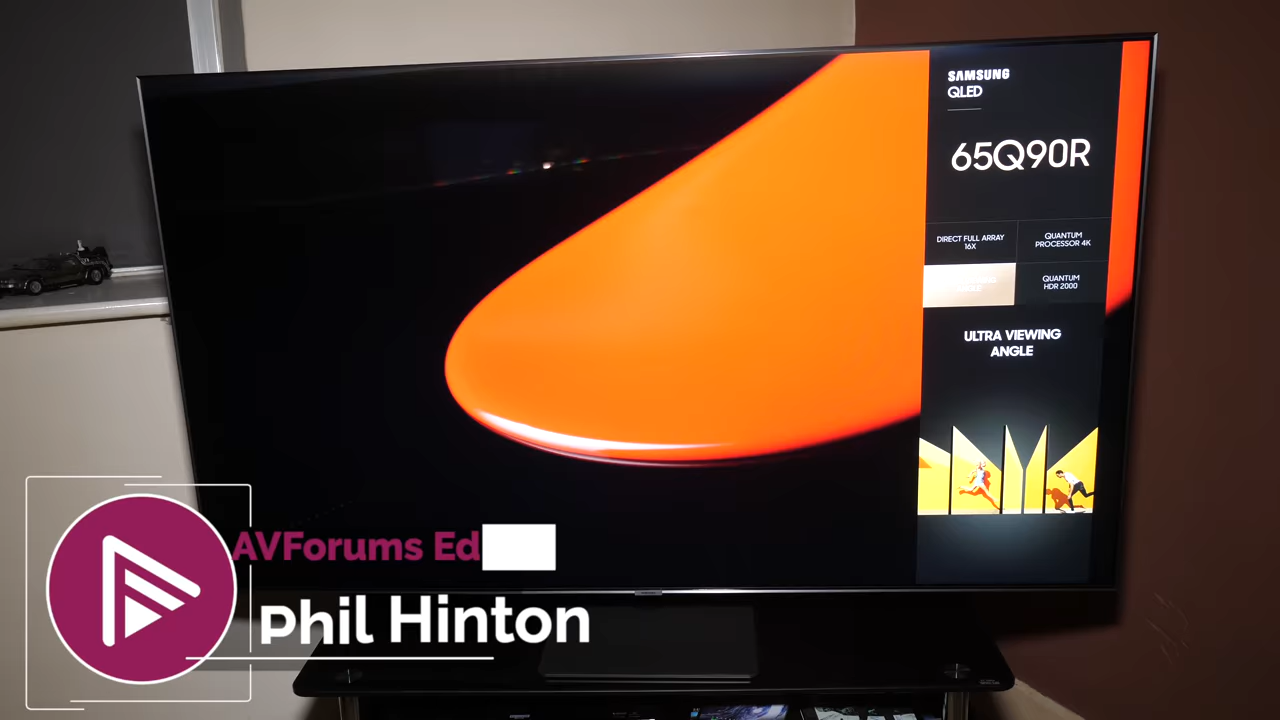 SAMSUNG
QLED
65Q90R
DIRECT FULL ARRAY
16X
QUANTUM
PROCESSOR 4K
QUANTUM
HDR 2000
ULTRA VIEWING
ANGLE
AVForums Ed
Phil Hinton